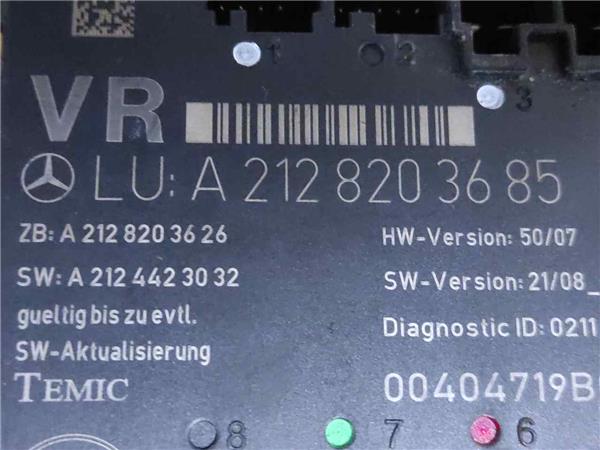 1 2
3
VR
LU: A 212 820 36 85
ZB: A 212 820 36 26
HW-Version: 50/07
SW: A 212 442 30 32
SW-Version: 21/08_
gueltig bis zu evtl.
Diagnostic ID: 0211
SW-Aktualisierung
TEMIC
00404719B
8 7 6